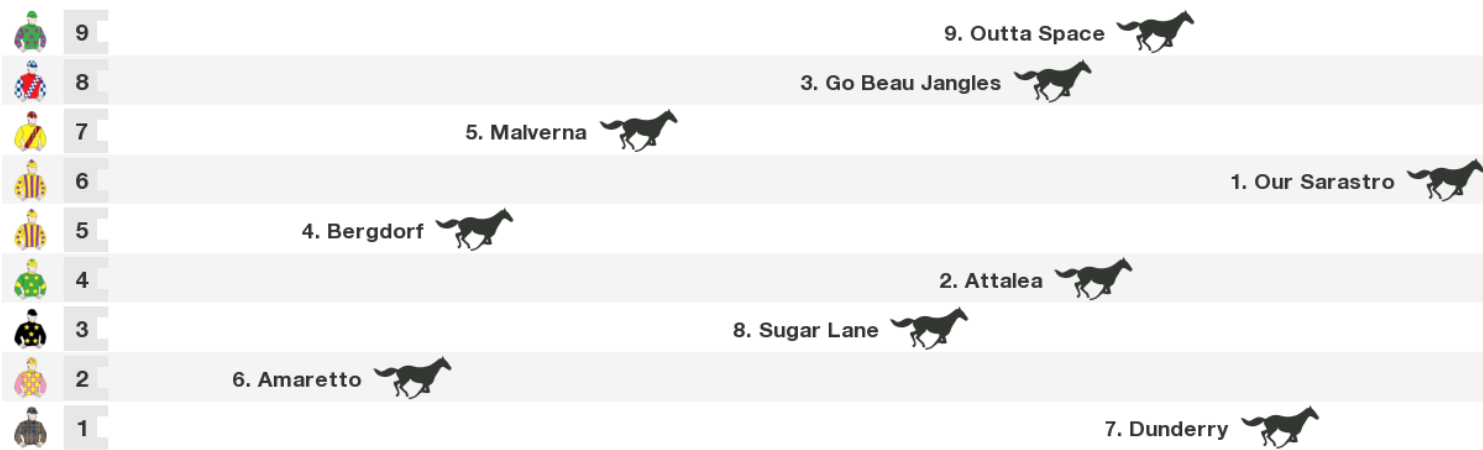 9 9. Outta Space
8 3. Go Beau Jangles
7 5. Malverna
6 1. Our Sarastro
5 4. Bergdorf
4 2. Attalea
3 8. Sugar Lane
2 6. Amaretto
1 7. Dunderry